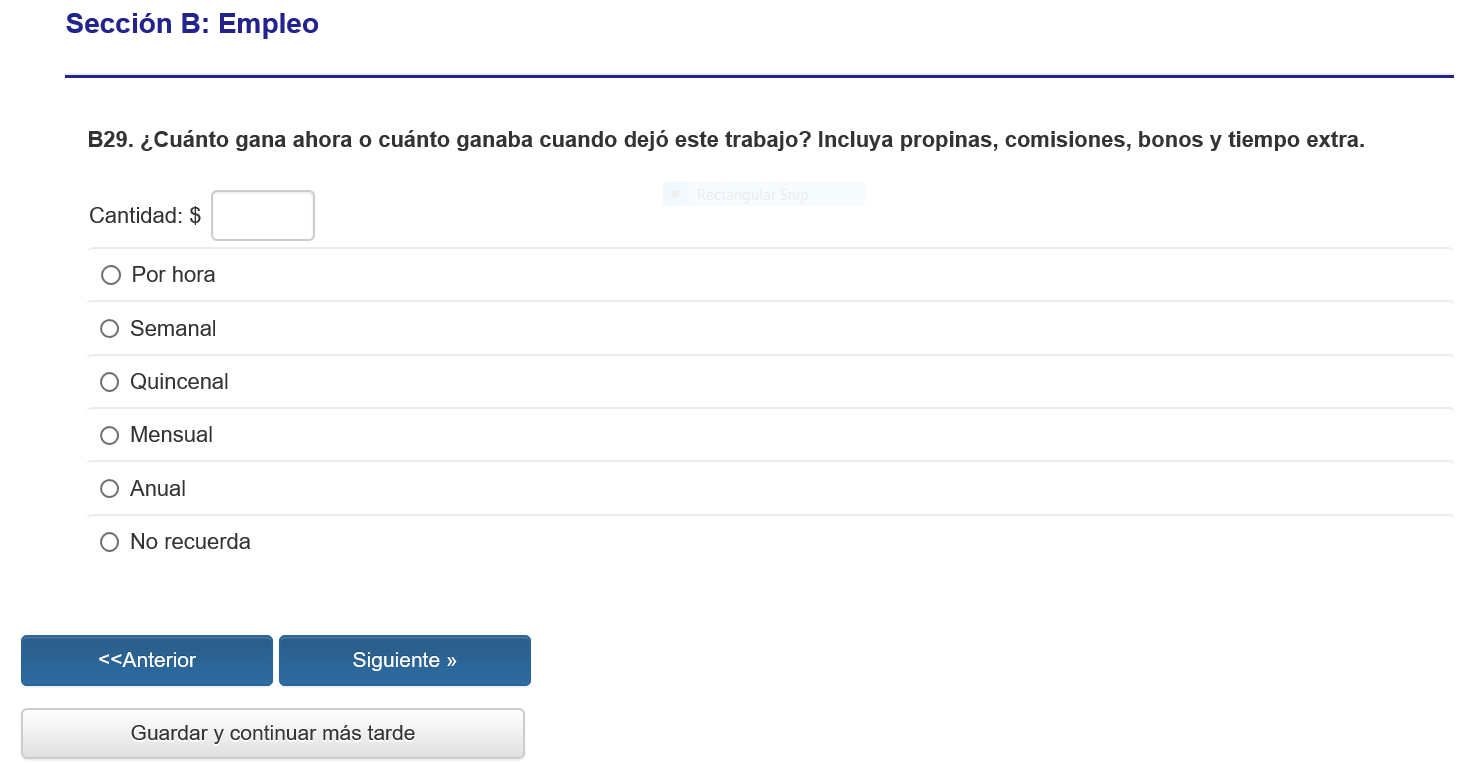 Sección B: Empleo
B29. ¿Cuánto gana ahora o cuánto ganaba cuando dejó este trabajo? Incluya propinas, comisiones, bonos y tiempo extra.
Rectangular Snip
Cantidad: $
Por hora
Semanal
Quincenal
Mensual
Anual
No recuerda
<<Anterior
Siguiente »
Guardar y continuar más tarde